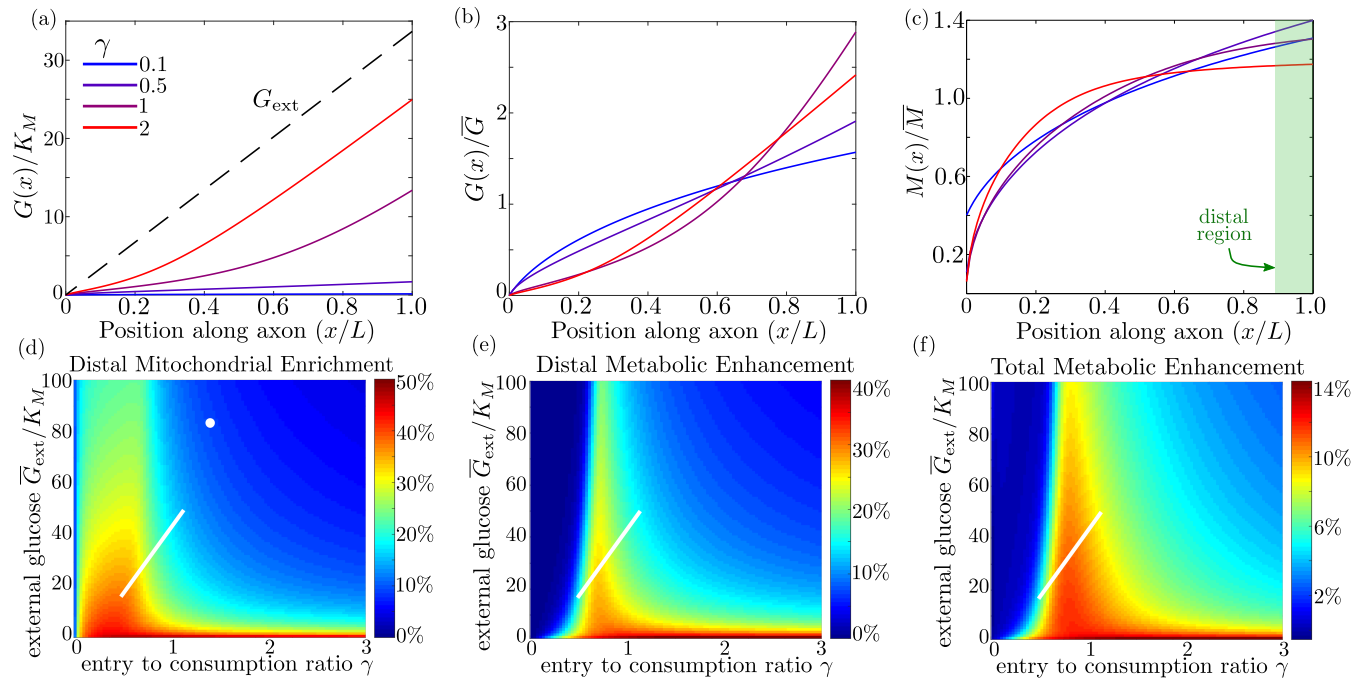 (a)
γ
0.1
0.5
1
2
G_ext
G(x)/K_M
30
20
10
0
0 0.2 0.4 0.6 0.8 1.0
Position along axon (x/L)
(b)
G(x)/G̅
3
2
1
0
0 0.2 0.4 0.6 0.8 1.0
Position along axon (x/L)
(c)
M(x)/M̅
1.4
1.0
0.6
0.2
distal
region
0 0.2 0.4 0.6 0.8 1.0
Position along axon (x/L)
(d)
Distal Mitochondrial Enrichment
external glucose G̅_ext/K_M
100
80
60
40
20
0
1 2 3
entry to consumption ratio γ
50%
40%
30%
20%
10%
0%
(e)
Distal Metabolic Enhancement
external glucose G̅_ext/K_M
100
80
60
40
20
0
1 2 3
entry to consumption ratio γ
40%
30%
20%
10%
0%
(f)
Total Metabolic Enhancement
external glucose G̅_ext/K_M
100
80
60
40
20
0
0 1 2 3
entry to consumption ratio γ
14%
10%
6%
2%